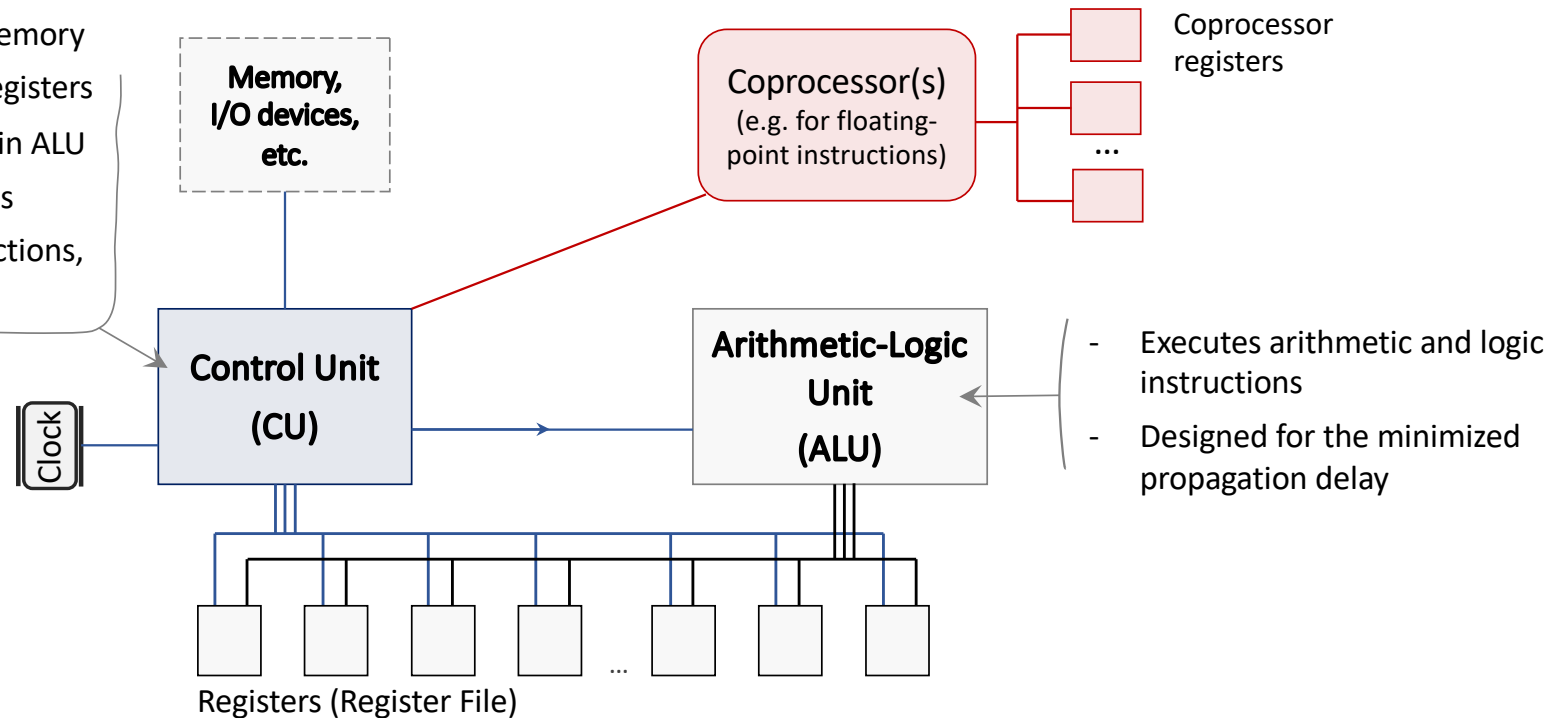 emory
egisters
in ALU
s
ctions,
Memory,
I/O devices,
etc.
Coprocessor(s)
(e.g. for floating-
point instructions)
Coprocessor
registers
...
Control Unit
(CU)
Arithmetic-Logic
Unit
(ALU)
- Executes arithmetic and logic
instructions
- Designed for the minimized
propagation delay
Clock
...
Registers (Register File)